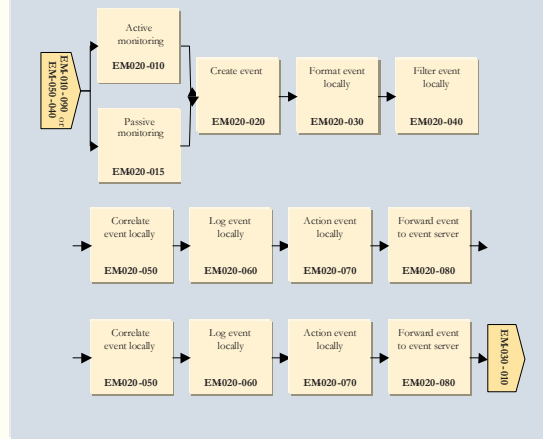 EM-010 -090 or
EM-050 -040
Active
monitoring
EM020-010
Passive
monitoring
EM020-015
Create event
EM020-020
Format event
locally
EM020-030
Filter event
locally
EM020-040
Correlate
event locally
EM020-050
Log event
locally
EM020-060
Action event
locally
EM020-070
Forward event
to event server
EM020-080
Correlate
event locally
EM020-050
Log event
locally
EM020-060
Action event
locally
EM020-070
Forward event
to event server
EM020-080
EM-030 -010